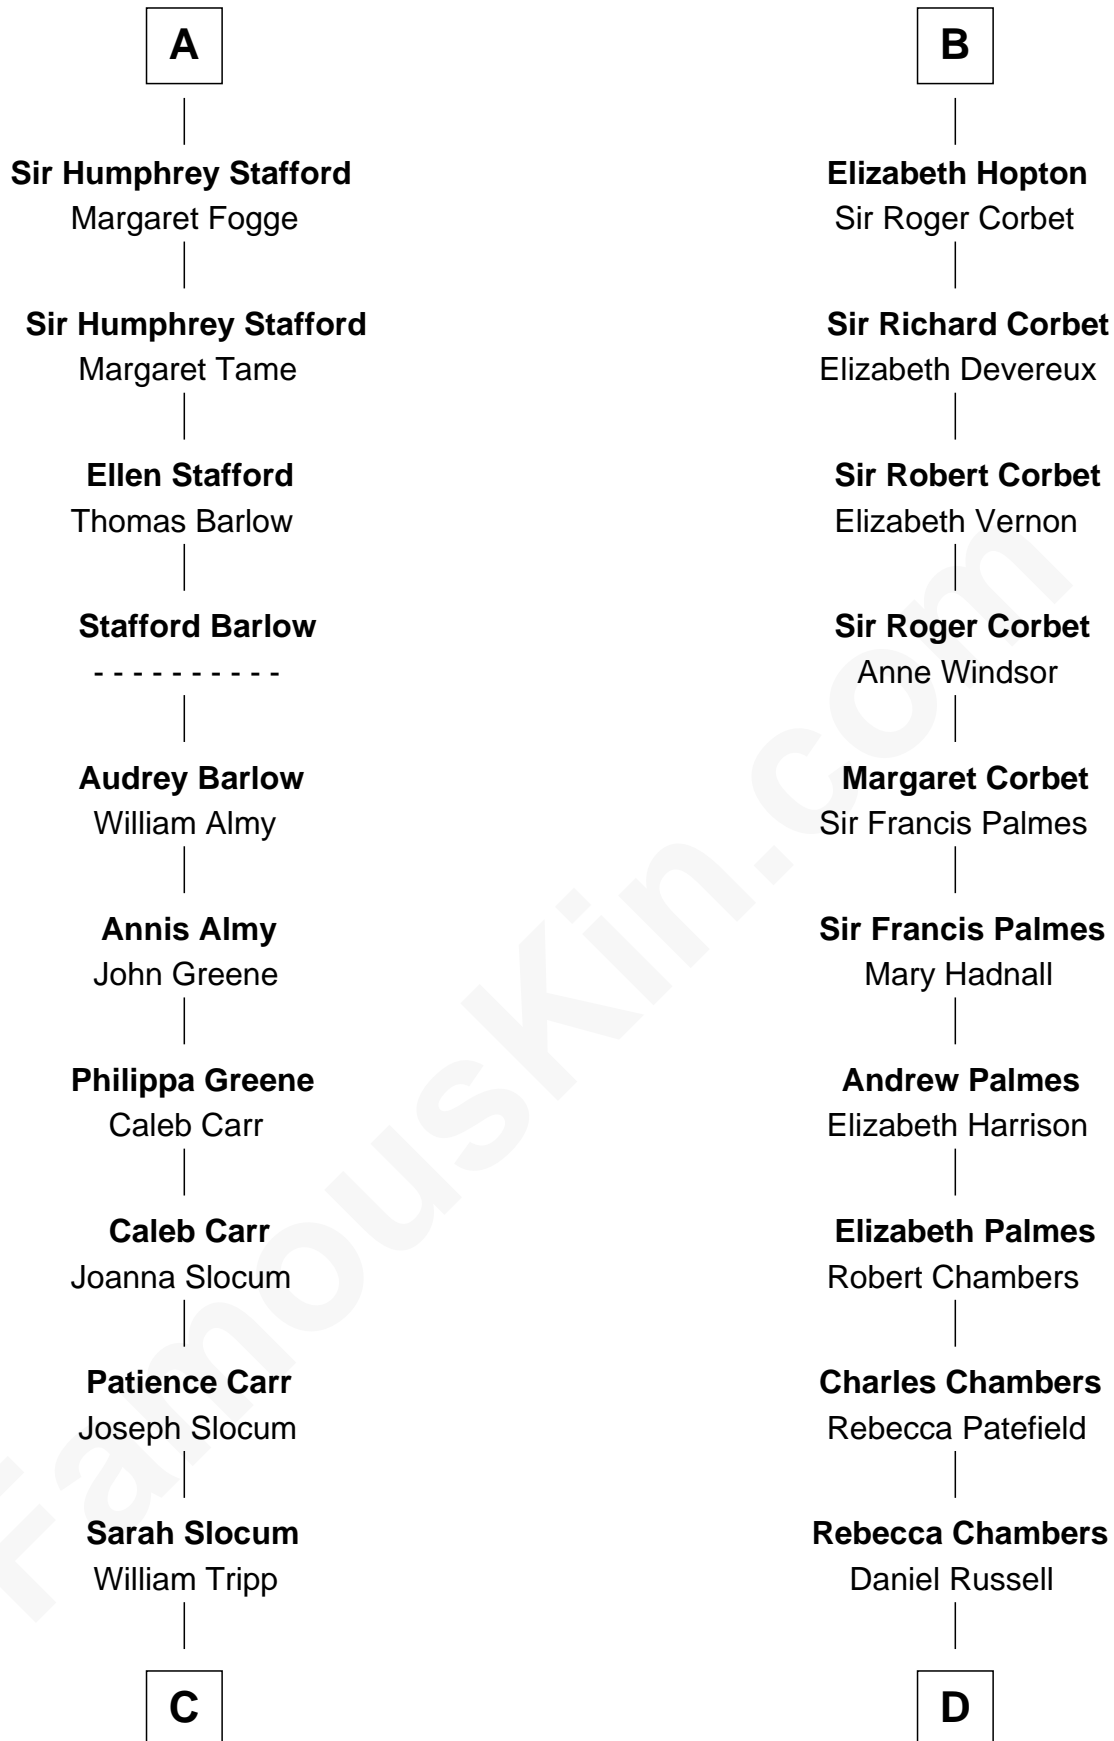 A
Sir Humphrey Stafford
Margaret Fogge
Sir Humphrey Stafford
Margaret Tame
Ellen Stafford
Thomas Barlow
Stafford Barlow
- - - - - - - - - -
Audrey Barlow
William Almy
Annis Almy
John Greene
Philippa Greene
Caleb Carr
Caleb Carr
Joanna Slocum
Patience Carr
Joseph Slocum
Sarah Slocum
William Tripp
C
B
Elizabeth Hopton
Sir Roger Corbet
Sir Richard Corbet
Elizabeth Devereux
Sir Robert Corbet
Elizabeth Vernon
Sir Roger Corbet
Anne Windsor
Margaret Corbet
Sir Francis Palmes
Sir Francis Palmes
Mary Hadnall
Andrew Palmes
Elizabeth Harrison
Elizabeth Palmes
Robert Chambers
Charles Chambers
Rebecca Patefield
Rebecca Chambers
Daniel Russell
D
FamousKin.com